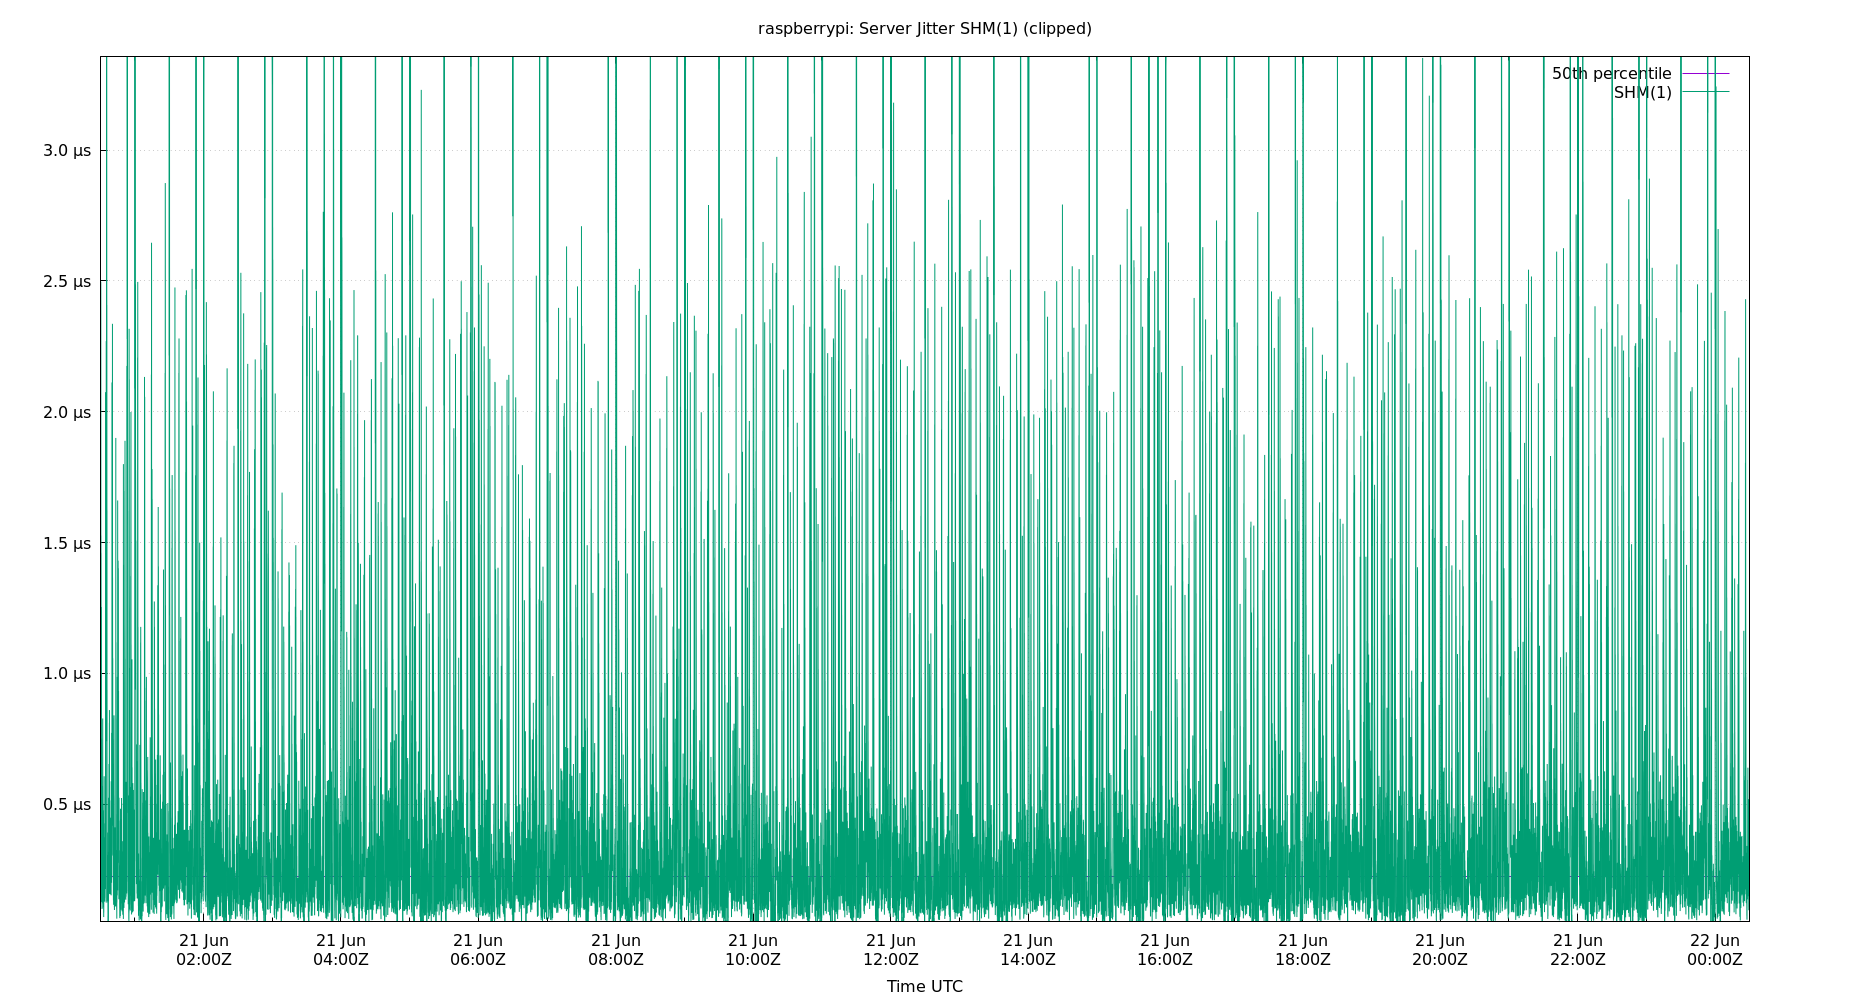 raspberrypi: Server Jitter SHM(1) (clipped)
50th percentile
SHM(1)
3.0 μs
2.5 μs
2.0 μs
1.5 μs
1.0 μs
0.5 μs
21 Jun 21 Jun 21 Jun 21 Jun 21 Jun 21 Jun 21 Jun 21 Jun 21 Jun 21 Jun 21 Jun 22 Jun
02:00Z 04:00Z 06:00Z 08:00Z 10:00Z 12:00Z 14:00Z 16:00Z 18:00Z 20:00Z 22:00Z 00:00Z
Time UTC